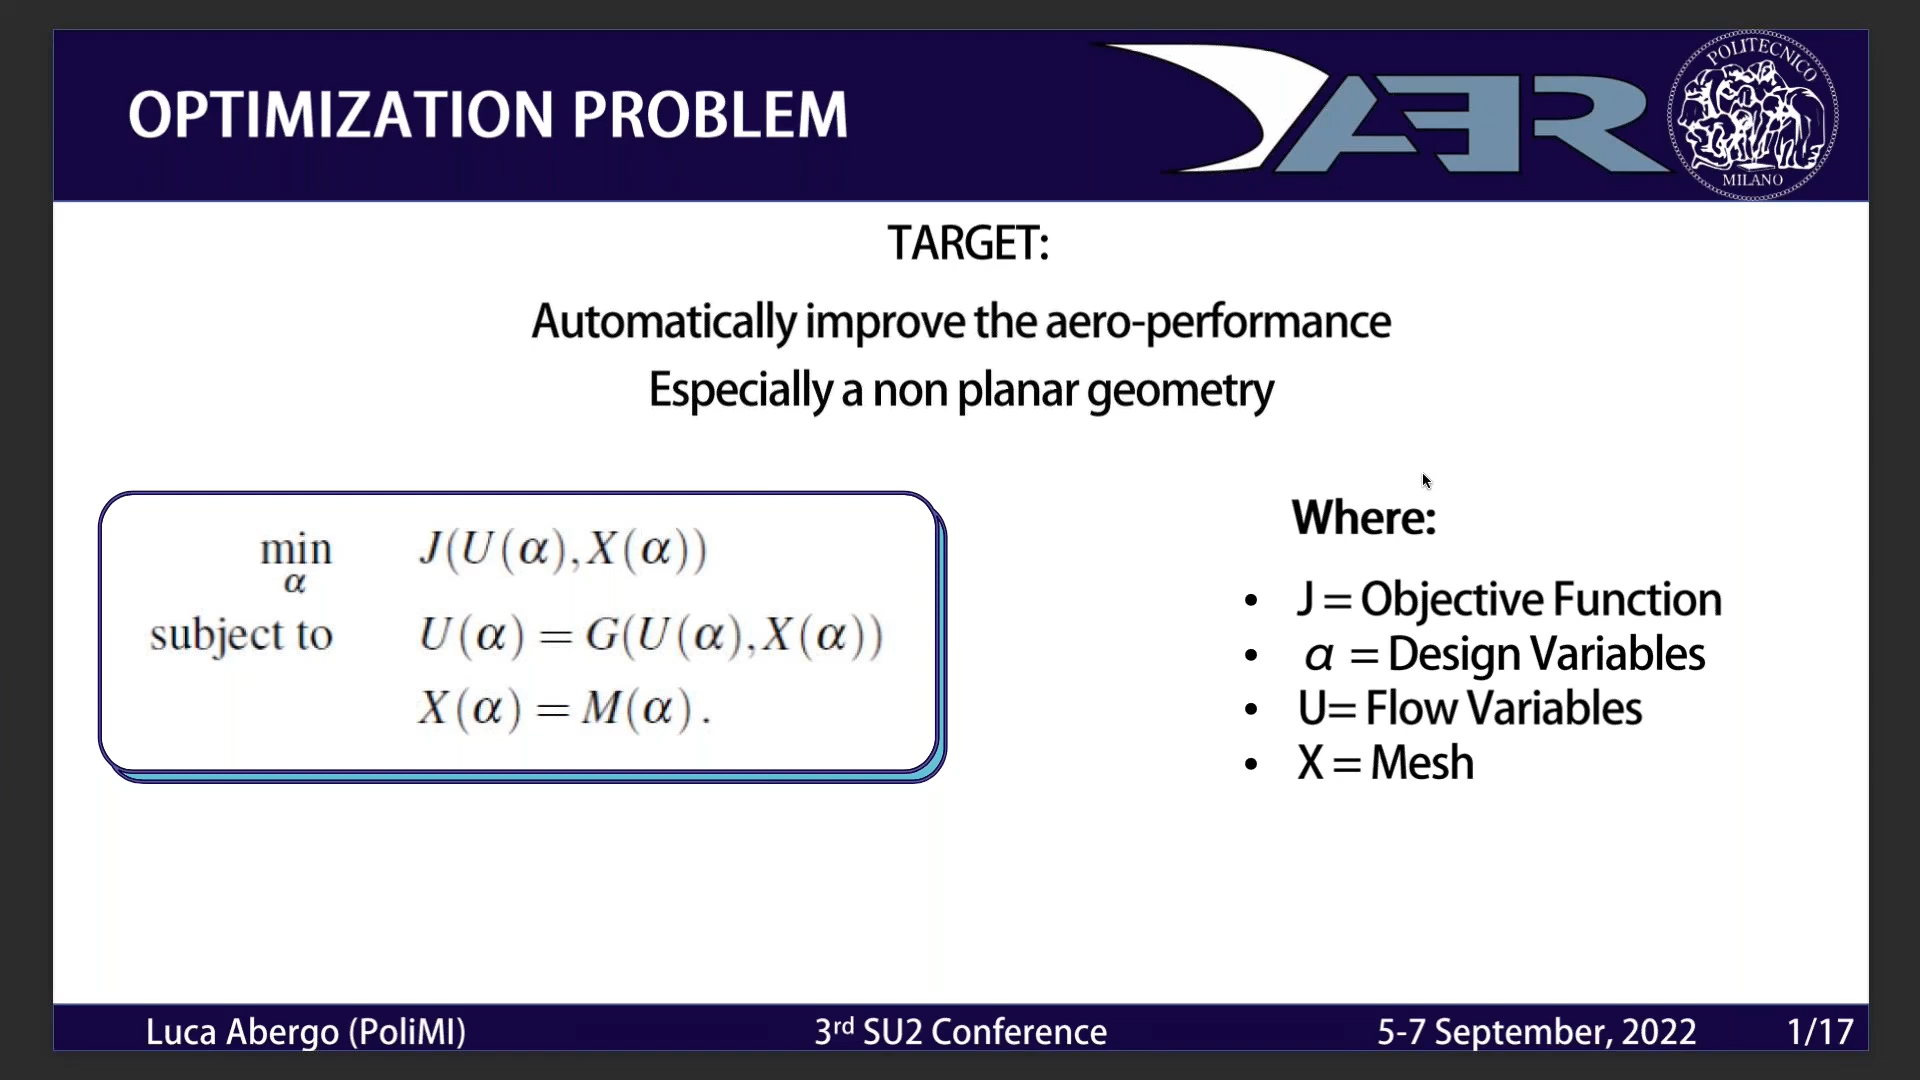 OPTIMIZATION PROBLEM
AER
POLITECNICO
MILANO
TARGET:
Automatically improve the aero-performance
Especially a non planar geometry
min J(U(α),X(α))
α
subject to U(α) = G(U(α),X(α))
X(α) = M(α).
Where:
• J = Objective Function
• α = Design Variables
• U= Flow Variables
• X = Mesh
Luca Abergo (PoliMI) 3rd SU2 Conference 5-7 September, 2022 1/17